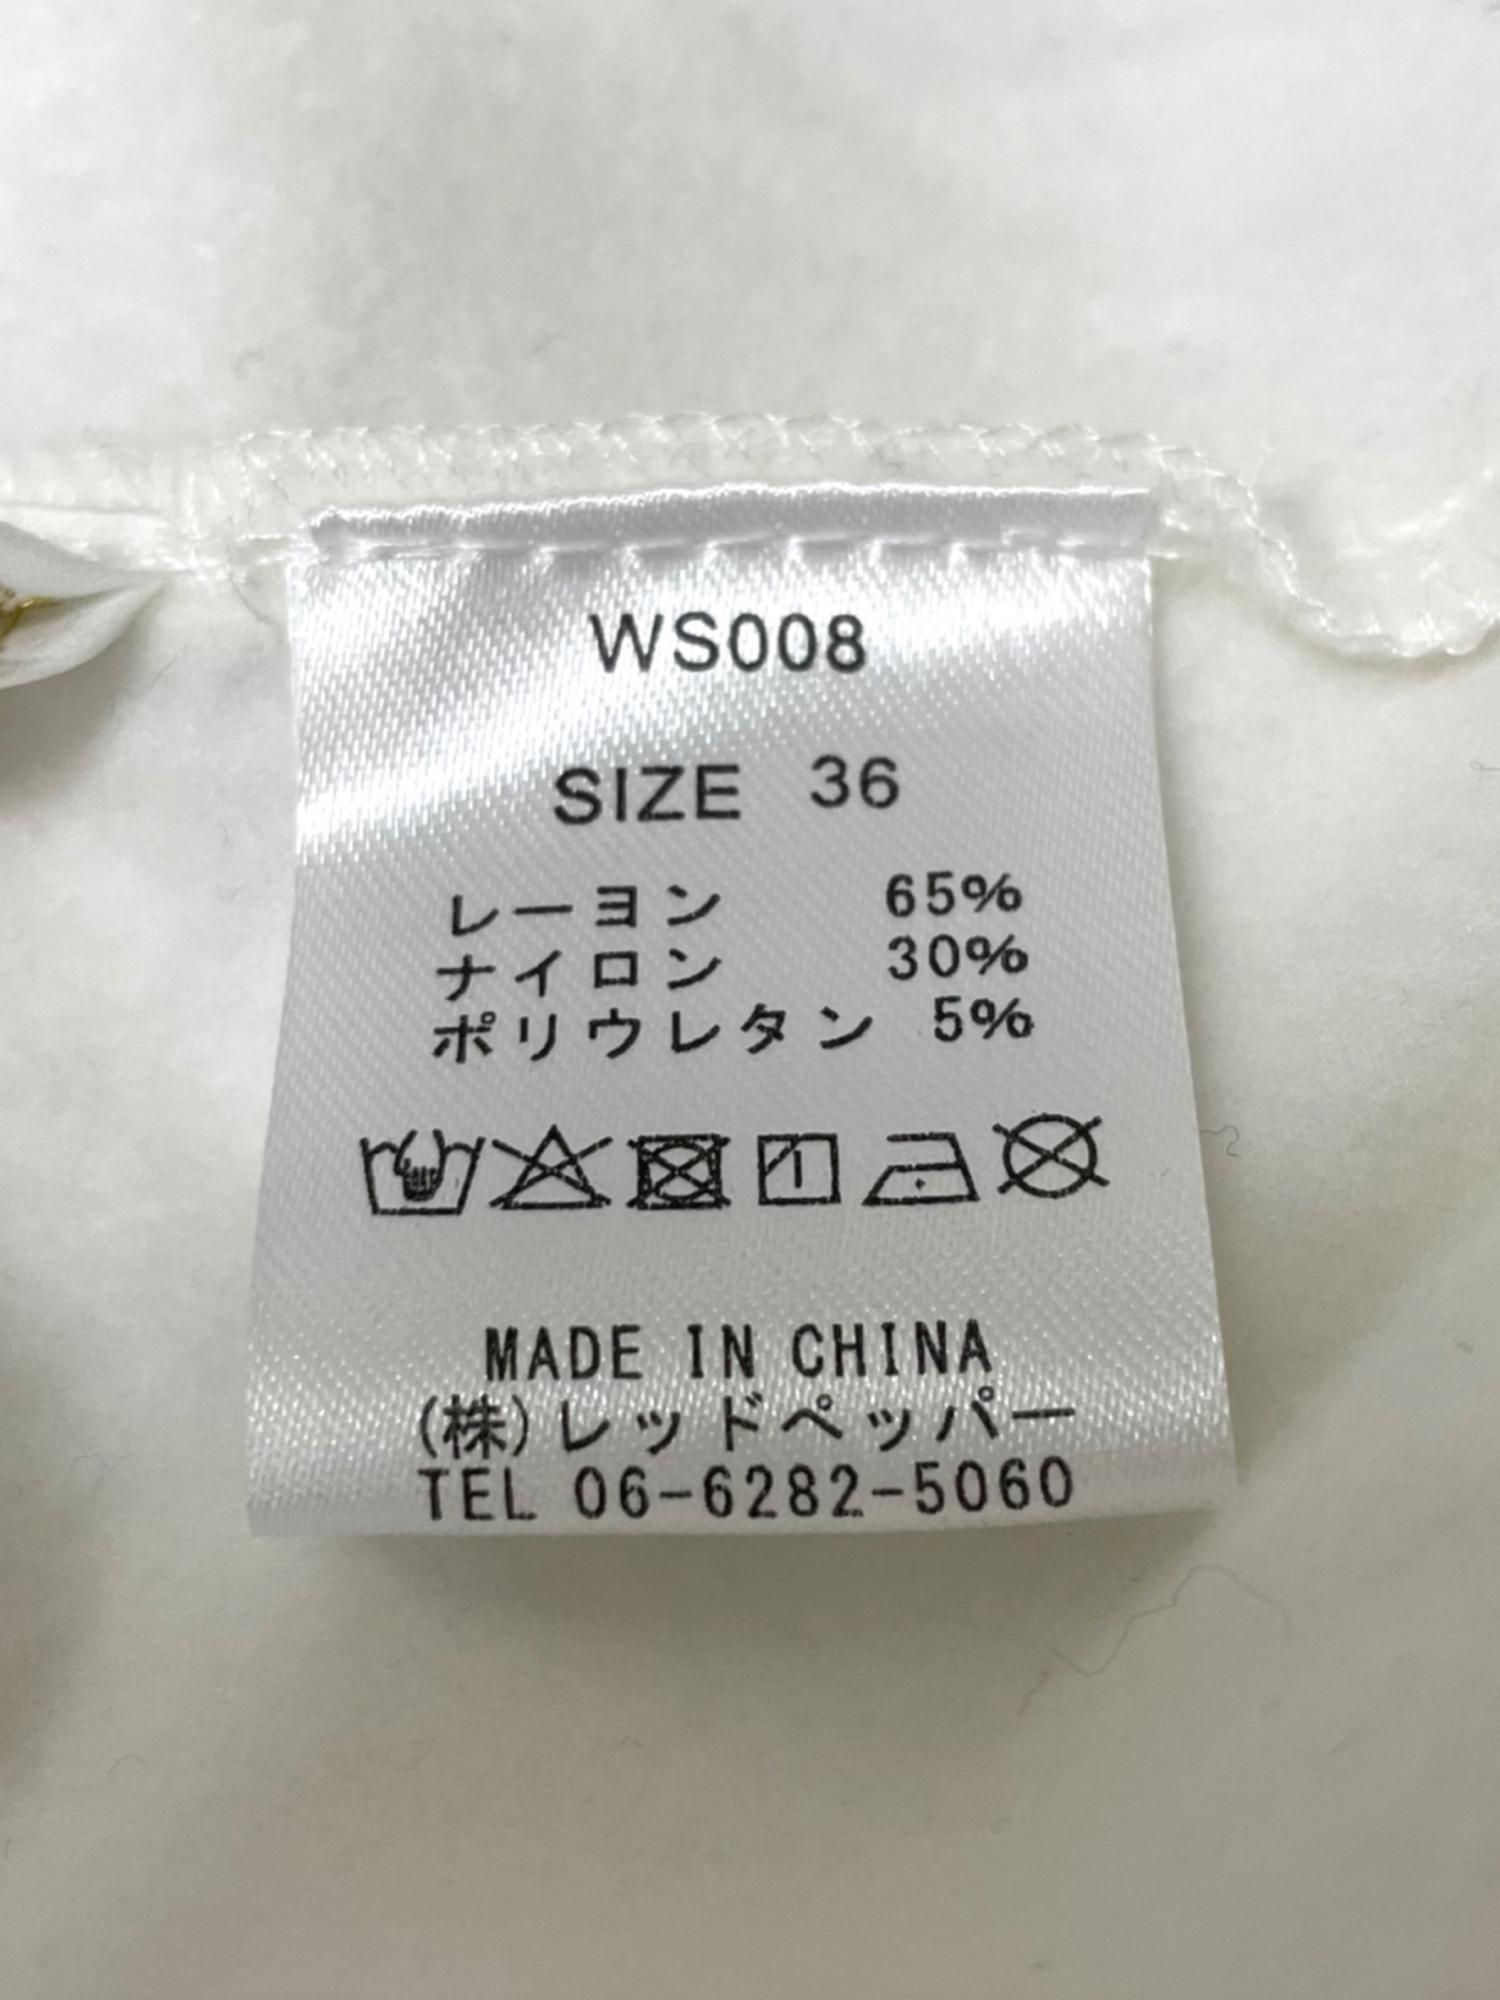 WS008
SIZE 36
レーヨン 65%
ナイロン 30%
ポリウレタン 5%
MADE IN CHINA
(株)レッドペッパー
TEL 06-6282-5060